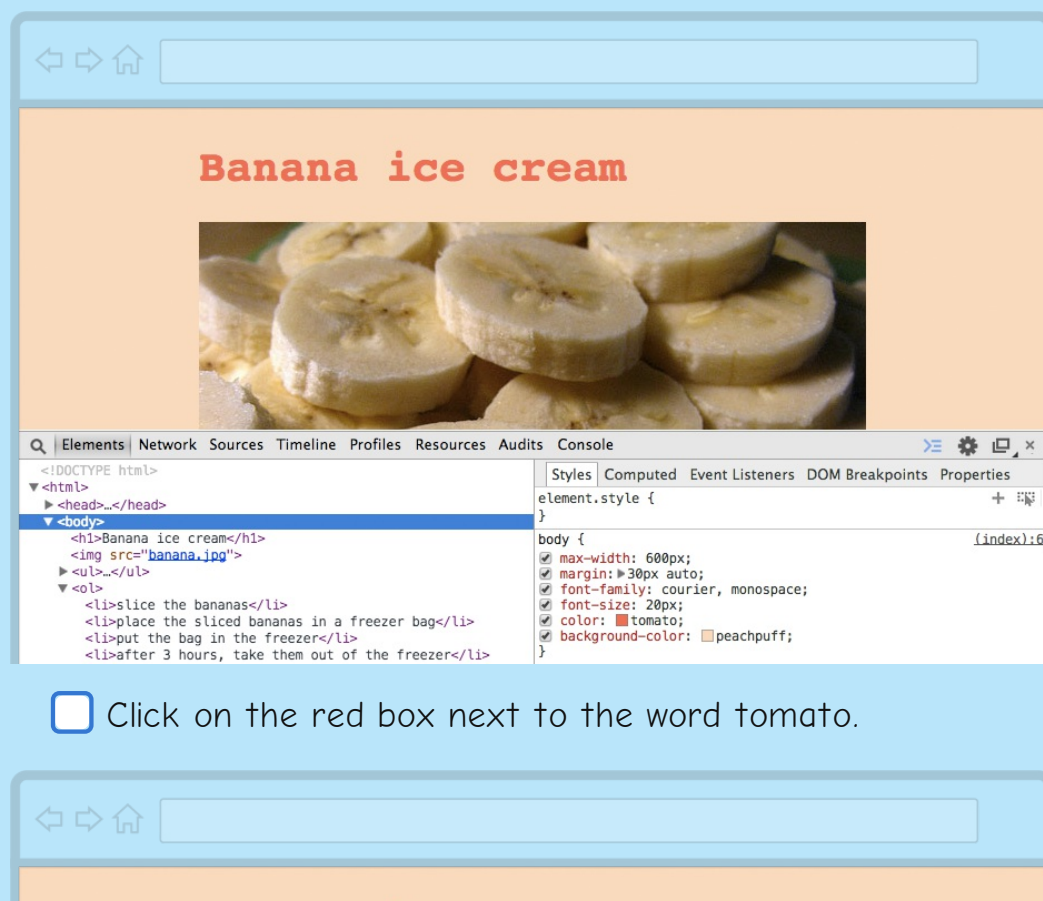 Banana ice cream
Elements Network Sources Timeline Profiles Resources Audits Console
<!DOCTYPE html>
▼<html>
▶<head>…</head>
▼<body>
<h1>Banana ice cream</h1>
<img src="banana.jpg">
▶<ul>…</ul>
▼<ol>
<li>slice the bananas</li>
<li>place the sliced bananas in a freezer bag</li>
<li>put the bag in the freezer</li>
<li>after 3 hours, take them out of the freezer</li>
Styles Computed Event Listeners DOM Breakpoints Properties
element.style {
}
body { (index):6
max-width: 600px;
margin:▶30px auto;
font-family: courier, monospace;
font-size: 20px;
color: tomato;
background-color: peachpuff;
}
Click on the red box next to the word tomato.